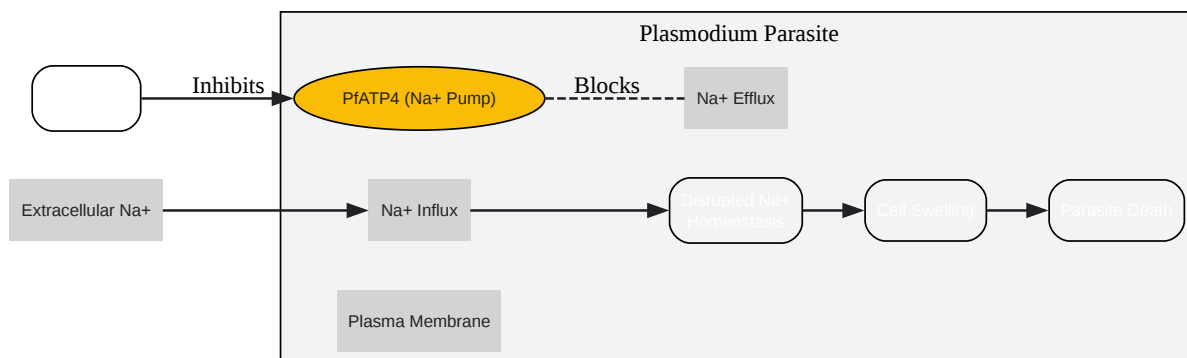 Plasmodium Parasite
Inhibits
PfATP4 (Na+ Pump)
Blocks
Na+ Efflux
Extracellular Na+
Na+ Influx
Disrupted Na+
Homeostasis
Cell Swelling
Parasite Death
Plasma Membrane